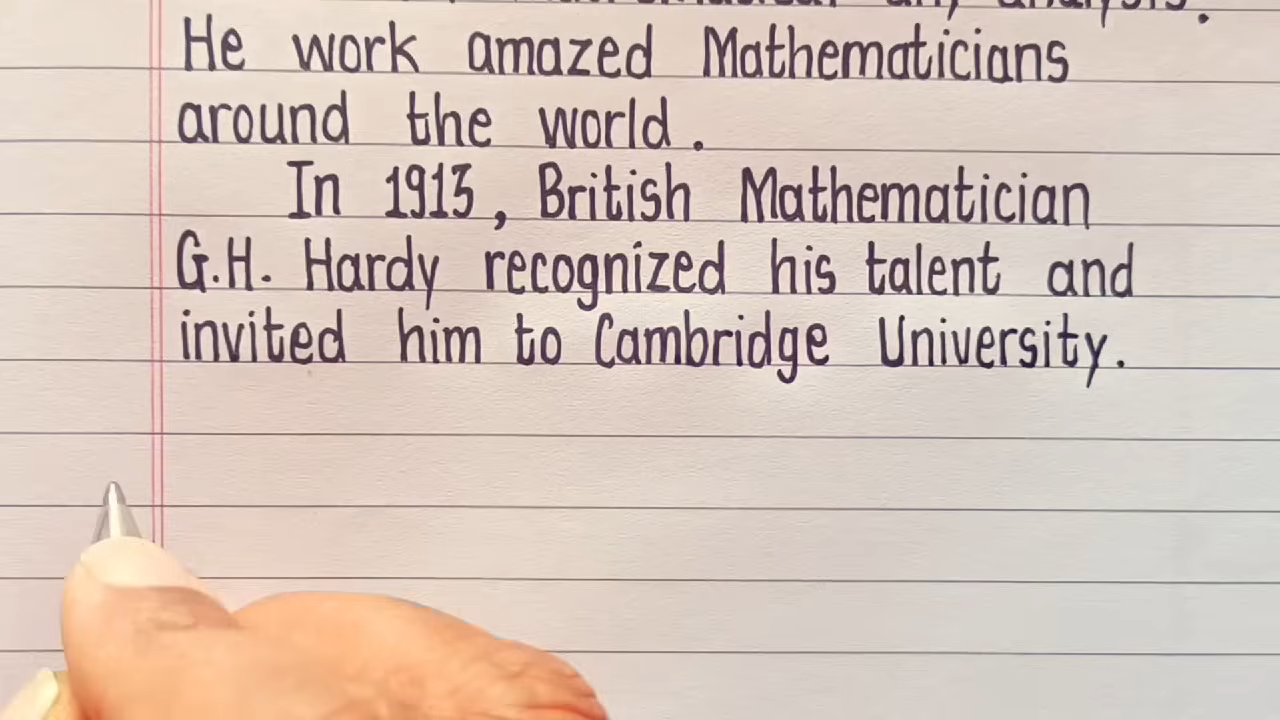 analysis.
He work amazed Mathematicians
around the world.
In 1913, British Mathematician
G.H. Hardy recognized his talent and
invited him to Cambridge University.